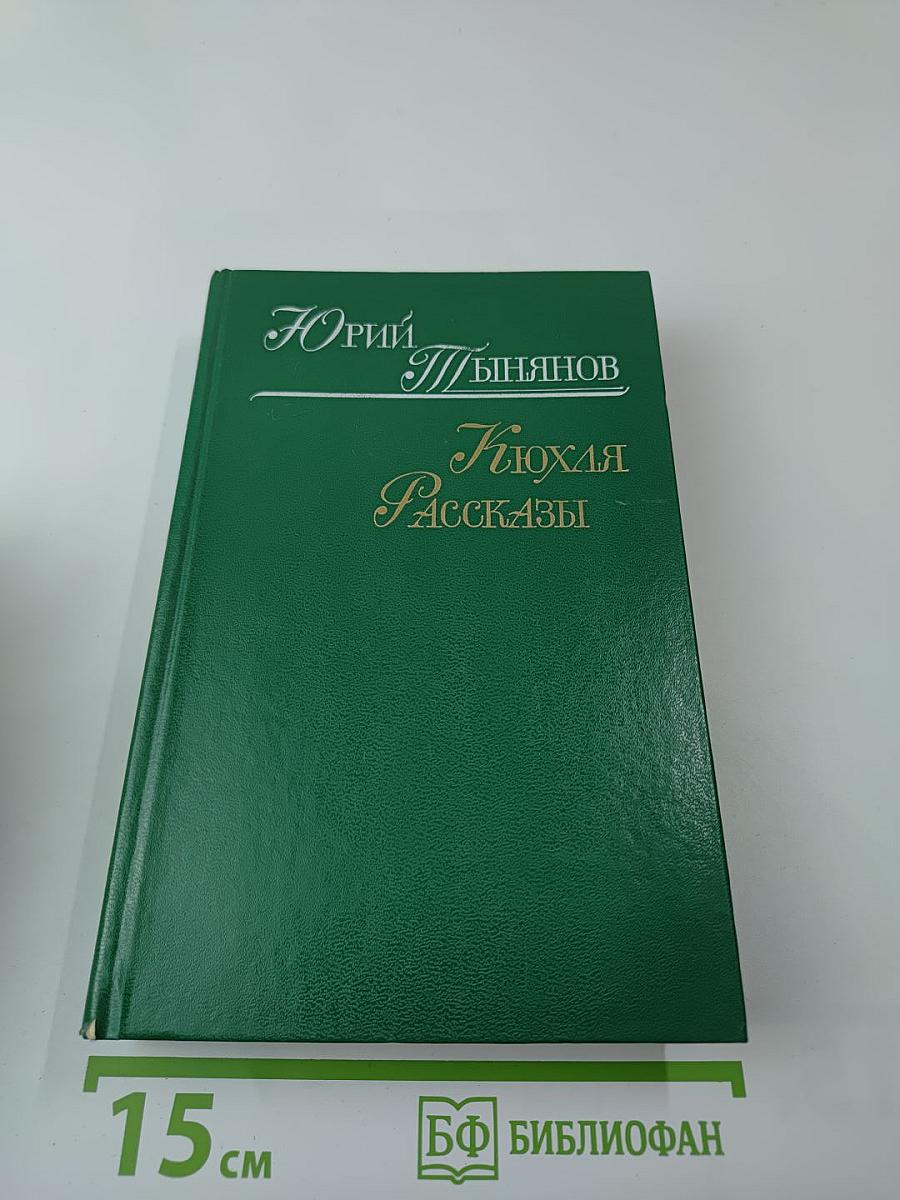 Юрий
Тынянов
Кюхля
Рассказы
15 см
БФ БИБЛИОФАН